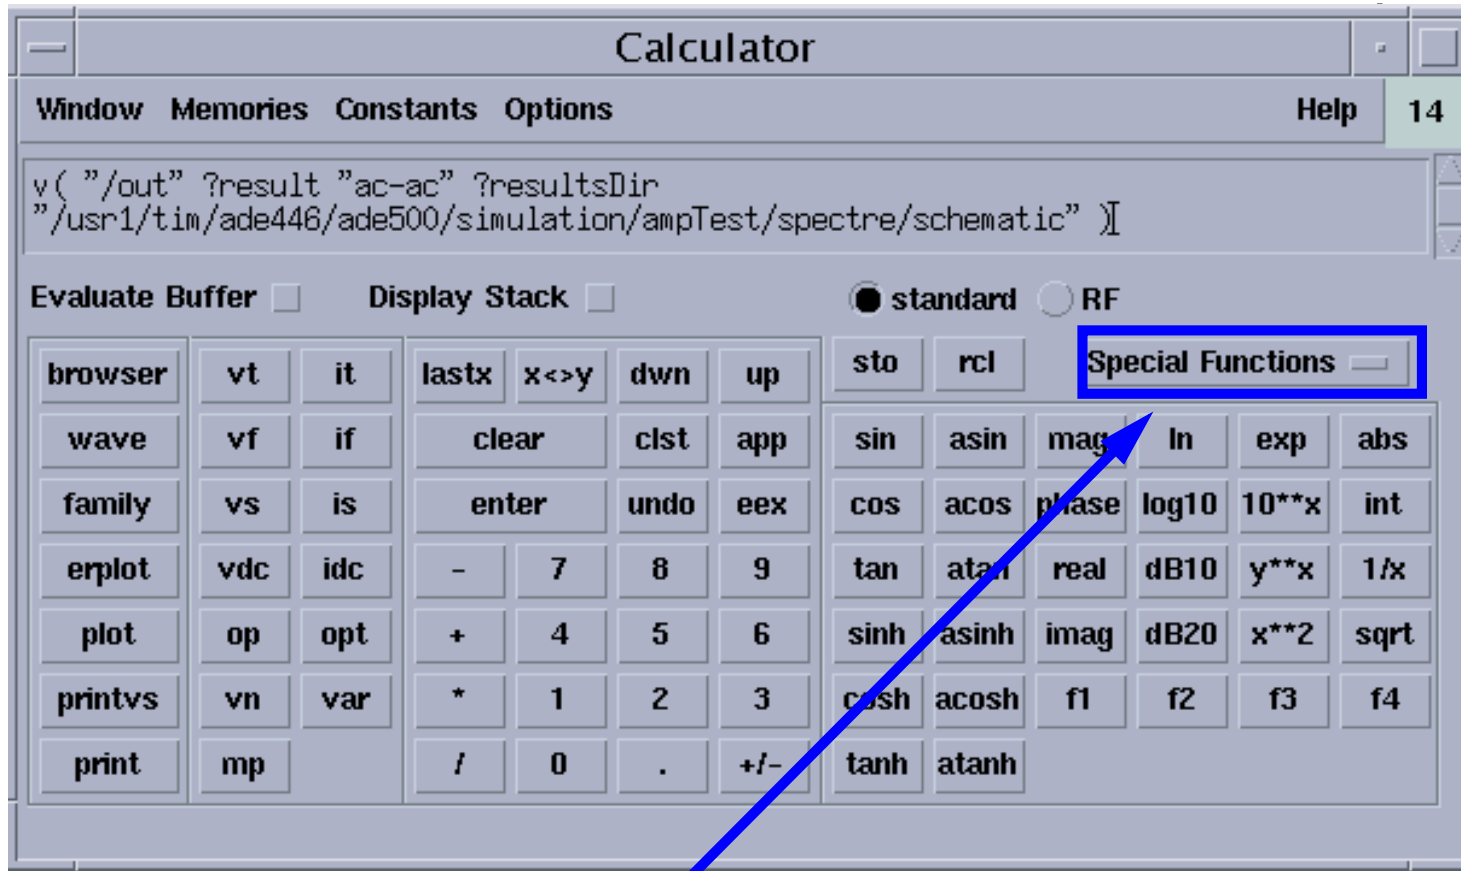 Calculator
Window Memories Constants Options Help 14
v( "/out" ?result "ac-ac" ?resultsDir
"/usr1/tim/ade446/ade500/simulation/ampTest/spectre/schematic" )
Evaluate Buffer Display Stack standard RF
browser vt it lastx x<>y dwn up sto rcl Special Functions
wave vf if clear clst app sin asin mag ln exp abs
family vs is enter undo eex cos acos phase log10 10**x int
erplot vdc idc - 7 8 9 tan atan real dB10 y**x 1/x
plot op opt + 4 5 6 sinh asinh imag dB20 x**2 sqrt
printvs vn var * 1 2 3 cosh acosh f1 f2 f3 f4
print mp / 0 . +/- tanh atanh